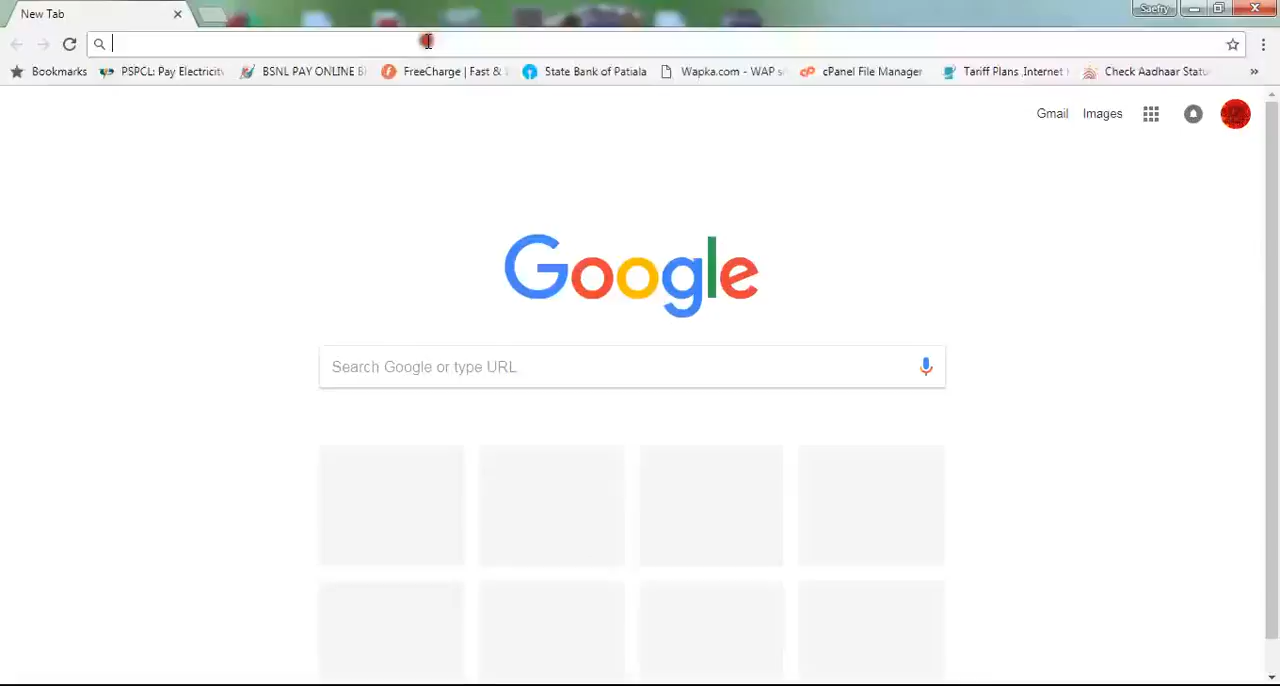 New Tab
Saefry
Bookmarks PSPCL: Pay Electricity BSNL PAY ONLINE B FreeCharge | Fast & State Bank of Patiala Wapka.com - WAP s cPanel File Manager Tariff Plans ,Internet Check Aadhaar Statu »
Gmail Images
Google
Search Google or type URL